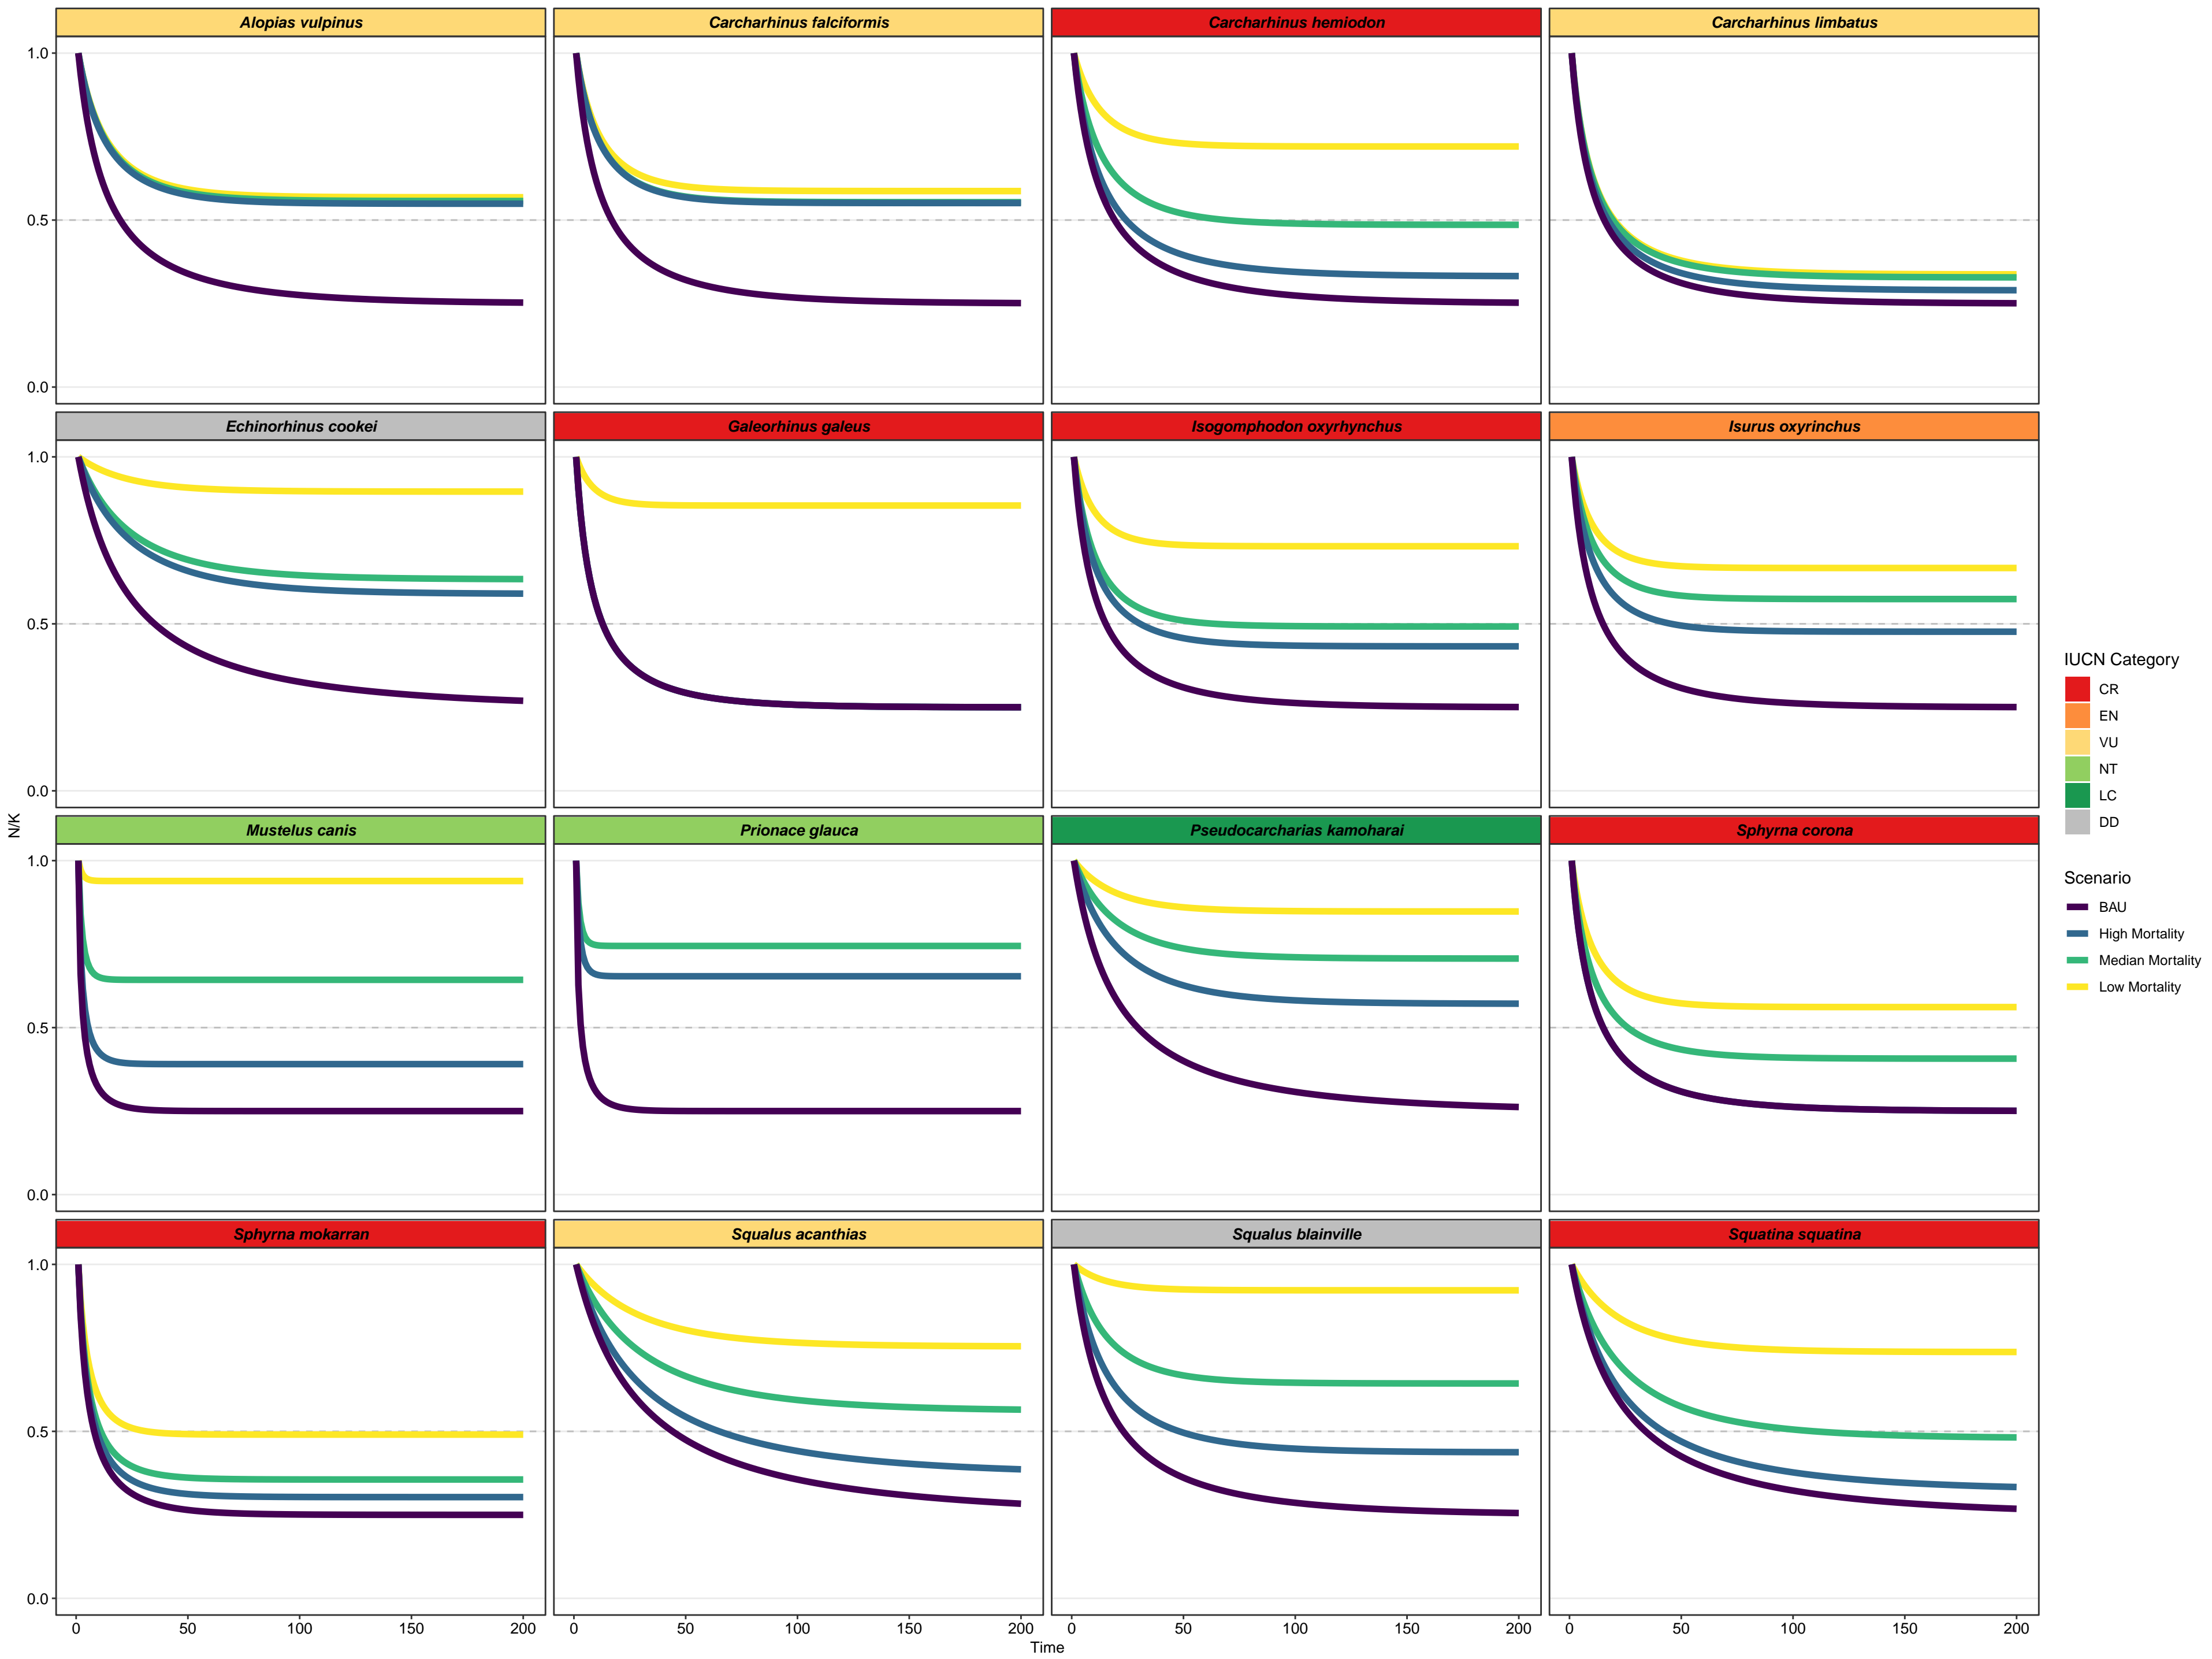 Alopias vulpinus
Carcharhinus falciformis
Carcharhinus hemiodon
Carcharhinus limbatus
1.0
0.5
0.0
Echinorhinus cookei
Galeorhinus galeus
Isogomphodon oxyrhynchus
Isurus oxyrinchus
1.0
0.5
0.0
Mustelus canis
Prionace glauca
Pseudocarcharias kamoharai
Sphyrna corona
1.0
0.5
0.0
Sphyrna mokarran
Squalus acanthias
Squalus blainville
Squatina squatina
1.0
0.5
0.0
0 50 100 150 200
0 50 100 150 200
0 50 100 150 200
0 50 100 150 200
Time
N/K
IUCN Category
CR
EN
VU
NT
LC
DD
Scenario
BAU
High Mortality
Median Mortality
Low Mortality